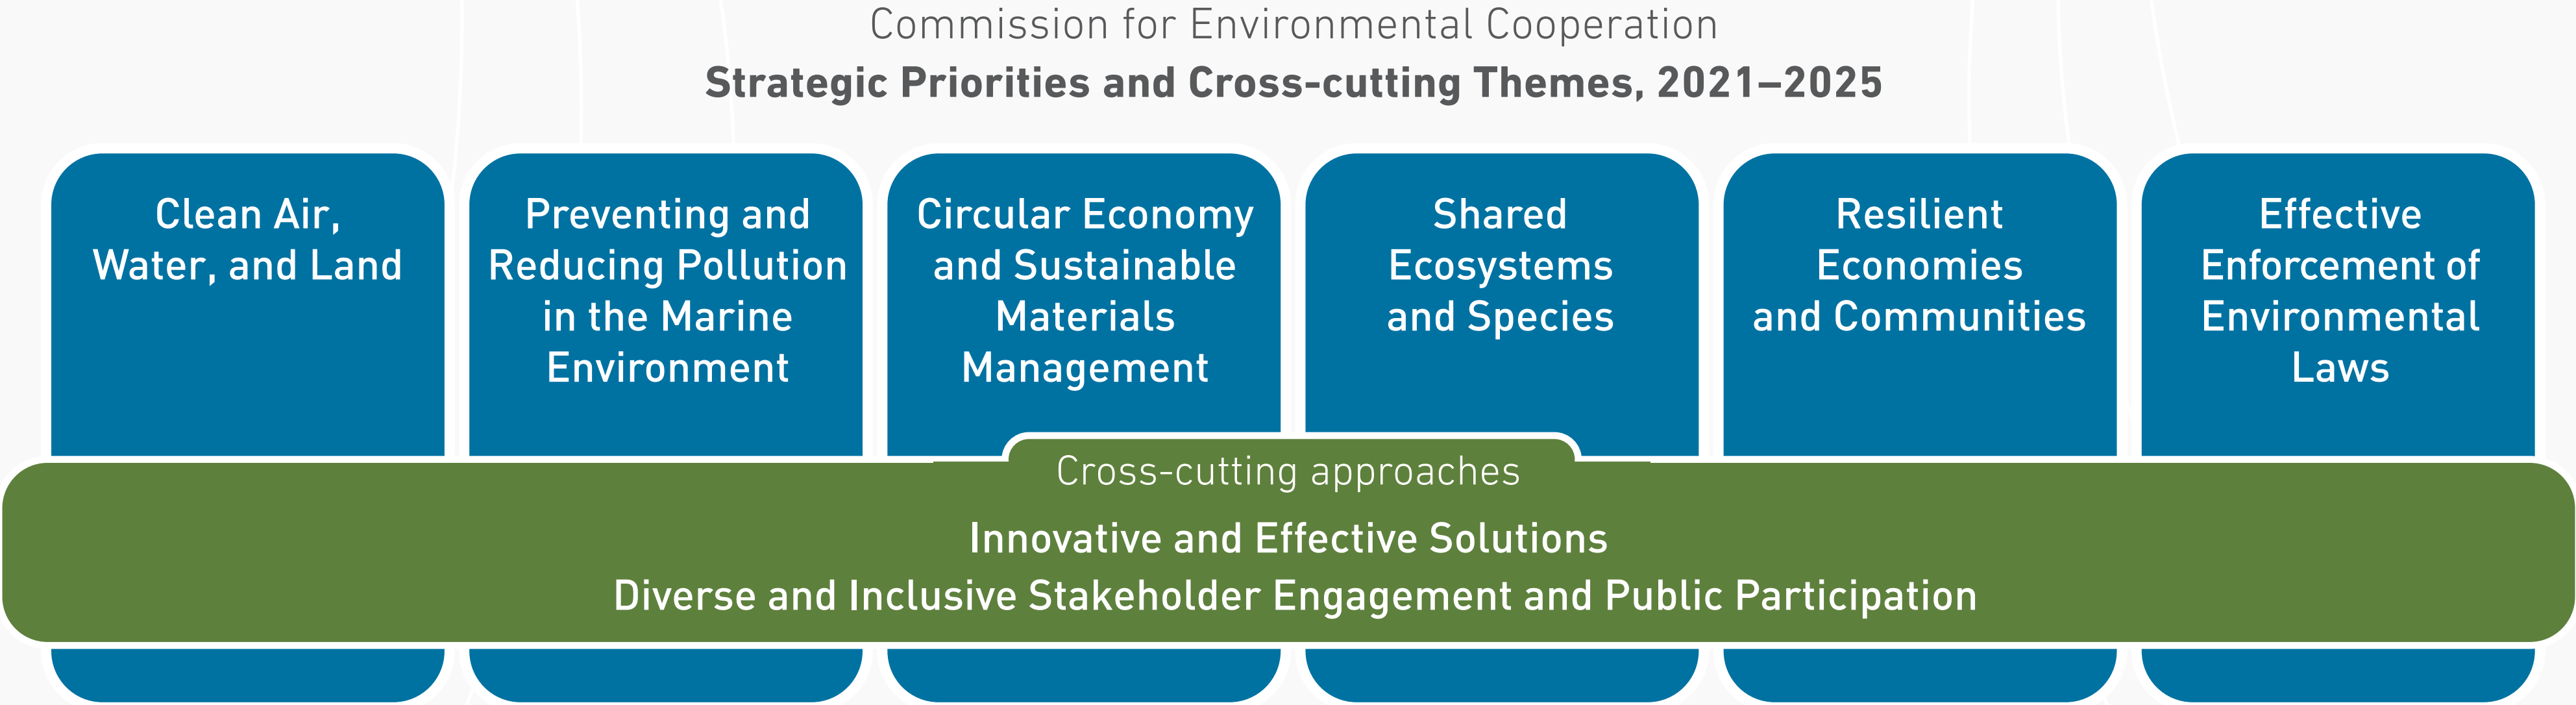 Commission for Environmental Cooperation
Strategic Priorities and Cross-cutting Themes, 2021–2025
Clean Air,
Water, and Land
Preventing and
Reducing Pollution
in the Marine
Environment
Circular Economy
and Sustainable
Materials
Management
Shared
Ecosystems
and Species
Resilient
Economies
and Communities
Effective
Enforcement of
Environmental
Laws
Cross-cutting approaches
Innovative and Effective Solutions
Diverse and Inclusive Stakeholder Engagement and Public Participation